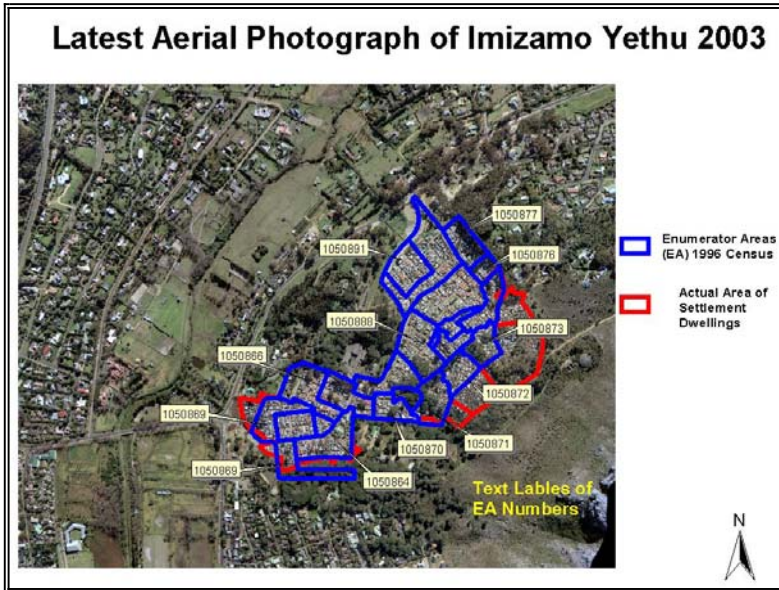 Latest Aerial Photograph of Imizamo Yethu 2003
1050877
1050891
1050876
Enumerator Areas
(EA) 1996 Census
Actual Area of
Settlement
Dwellings
1050888
1050873
1050866
1050872
1050869
1050871
1050870
1050869
1050864
Text Lables of
EA Numbers
N